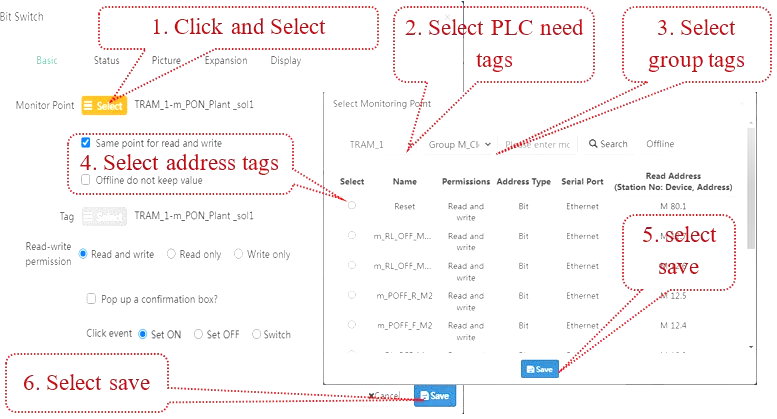 Bit Switch
1. Click and Select
2. Select PLC need
tags
3. Select
group tags
Basic
Status
Picture
Expansion
Display
Monitor Point
Select
TRAM_1-m_PON_Plant _sol1
Select Monitoring Point
TRAM_1
Group M_Cl
Please enter mo
Search
Offline
Same point for read and write
4. Select address tags
Offline do not keep value
Select
Name
Permissions
Address Type
Serial Port
Read Address
(Station No: Device, Address)
Reset
Read and
write
Bit
Ethernet
M 80.1
Tag
Select
TRAM_1-m_PON_Plant _sol1
m_RL_OFF_M...
Read and
write
Bit
Ethernet
5. select
save
Read-write
permission
Read and write
Read only
Write only
m_RL_OFF_M...
Read and
write
Bit
Ethernet
Pop up a confirmation box?
m_POFF_R_M2
Read and
write
Bit
Ethernet
M 12.5
Click event
Set ON
Set OFF
Switch
m_POFF_F_M2
Read and
write
Bit
Ethernet
M 12.4
Save
6. Select save
Cancel
Save